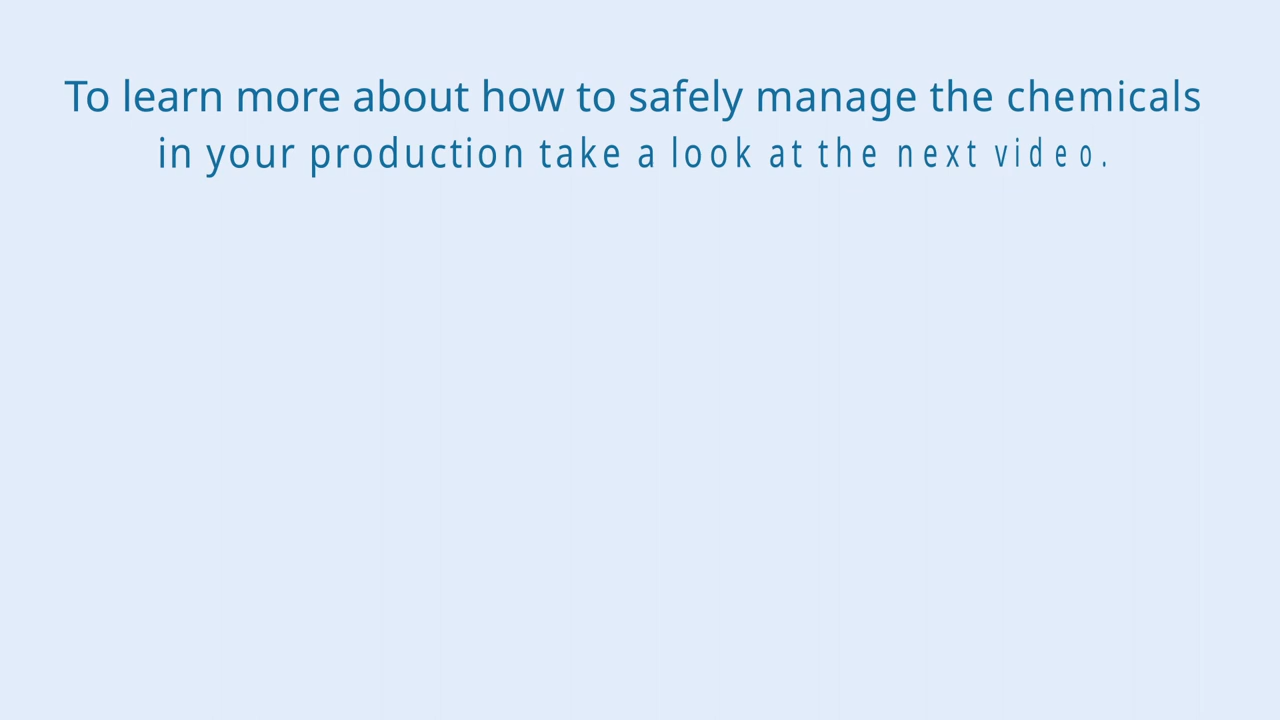 To learn more about how to safely manage the chemicals
in your production take a look at the next video.